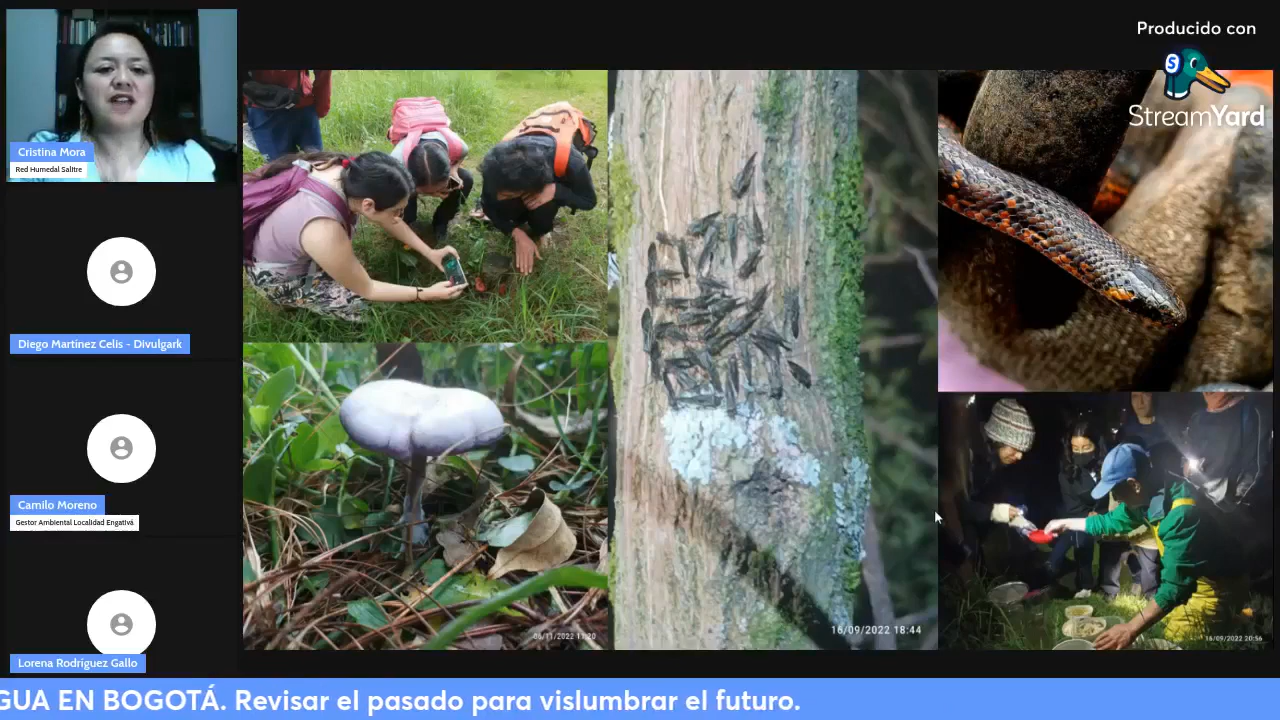 Producido con
StreamYard
Cristina Mora
Red Humedal Salitre
Diego Martínez Celis - Divulgark
Camilo Moreno
Gestor Ambiental Localidad Engativá
Lorena Rodríguez Gallo
11:20
16/09/2022 18:44
16/09/2022 20:56
GUA EN BOGOTÁ. Revisar el pasado para vislumbrar el futuro.